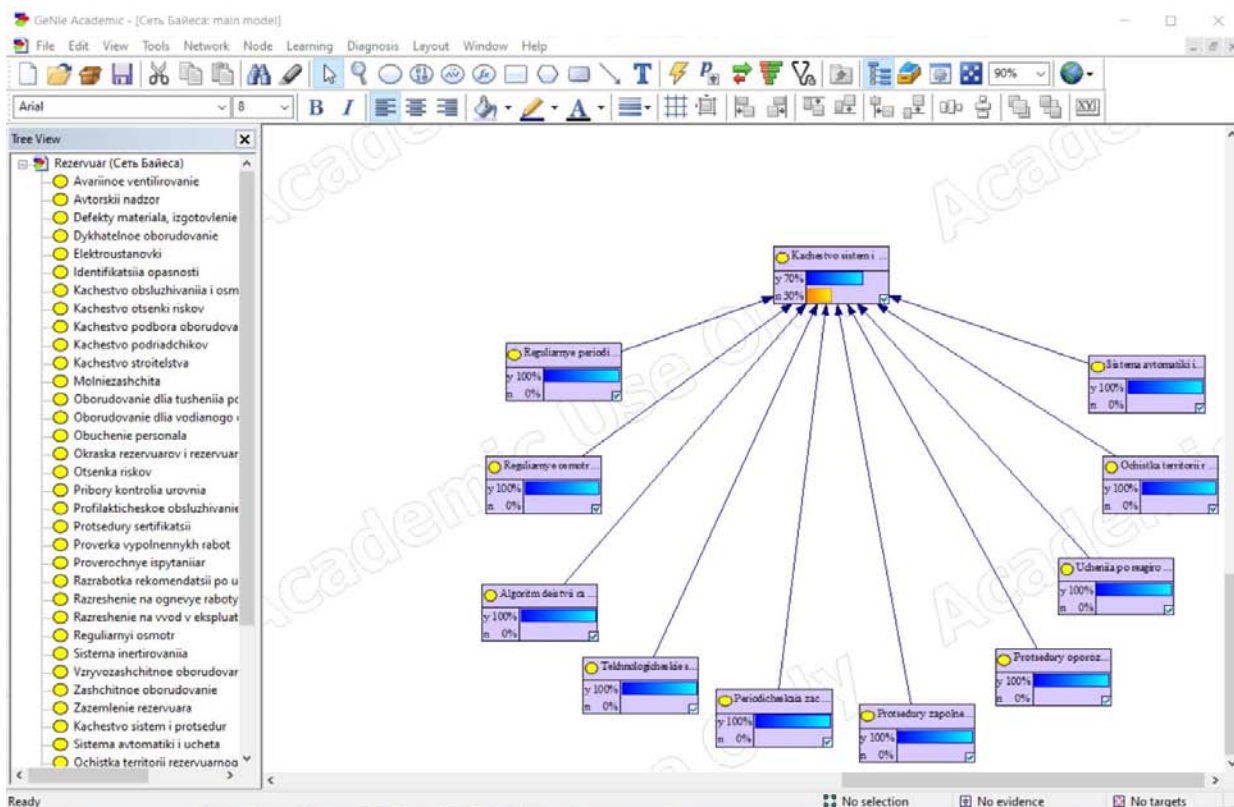 GeNIe Academic - [Сеть Байеса: main model]
File Edit View Tools Network Node Learning Diagnosis Layout Window Help
90%
Arial 8 B I A XY
Tree View
Rezervuar (Сеть Байеса)
Avariinoe ventilirovanie
Avtorskii nadzor
Defekty materiala, izgotovlenie
Dykhatelnoe oborudovanie
Elektroustanovki
Identifikatsiia opasnosti
Kachestvo obsluzhivaniia i osm
Kachestvo otsenki riskov
Kachestvo podbora oborudova
Kachestvo podriadchikov
Kachestvo stroitelstva
Molniezashchita
Oborudovanie dlia tusheniia po
Oborudovanie dlia vodianogo
Obuchenie personala
Okraska rezervuarov i rezervuar
Otsenka riskov
Pribory kontrolia urovnia
Profilakticheskoe obsluzhivanie
Protsedury sertifikatsii
Proverka vypolnennykh rabot
Proverochnye ispytaniiar
Razrabotka rekomendatsii po u
Razreshenie na ognevye raboty
Razreshenie na vvod v ekspluat
Reguliarnyi osmotr
Sistema inertirovaniia
Vzryvozashchitnoe oborudovar
Zashchitnoe oborudovanie
Zazemlenie rezervuara
Kachestvo sistem i protsedur
Sistema avtomatiki i ucheta
Ochistka territorii rezervuarnog
Kachestvo sistem i ...
y 70%
n 30%
Reguliarnye periodi...
y 100%
n 0%
Sistema avtomatiki i...
y 100%
n 0%
Reguliarnye osmotr...
y 100%
n 0%
Ochistka territorii r...
y 100%
n 0%
Ucheniia po reagiro...
y 100%
n 0%
Algoritm deistvii ra...
y 100%
n 0%
Tekhnologicheskie s...
y 100%
n 0%
Protsedury oporoz...
y 100%
n 0%
Periodicheskaia zac...
y 100%
n 0%
Protsedury zapolne...
y 100%
n 0%
Academic Use Only
Ready No selection No evidence No targets